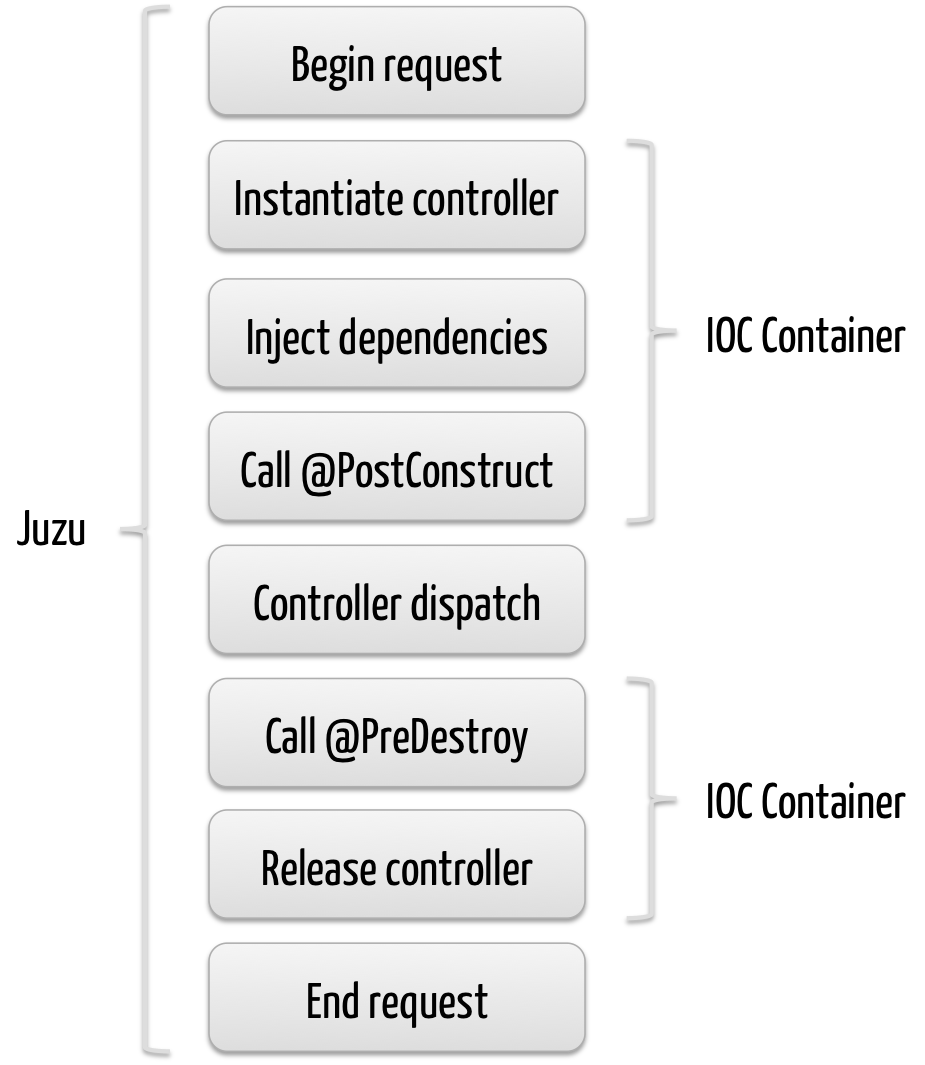 Begin request
Instantiate controller
Inject dependencies
IOC Container
Call @PostConstruct
Juzu
Controller dispatch
Call @PreDestroy
IOC Container
Release controller
End request